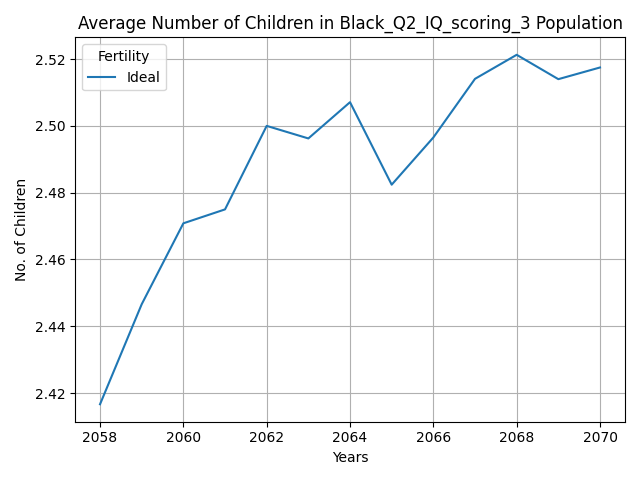 Average Number of Children in Black_Q2_IQ_scoring_3 Population
Fertility
Ideal
No. of Children
2.52
2.50
2.48
2.46
2.44
2.42
2058 2060 2062 2064 2066 2068 2070
Years